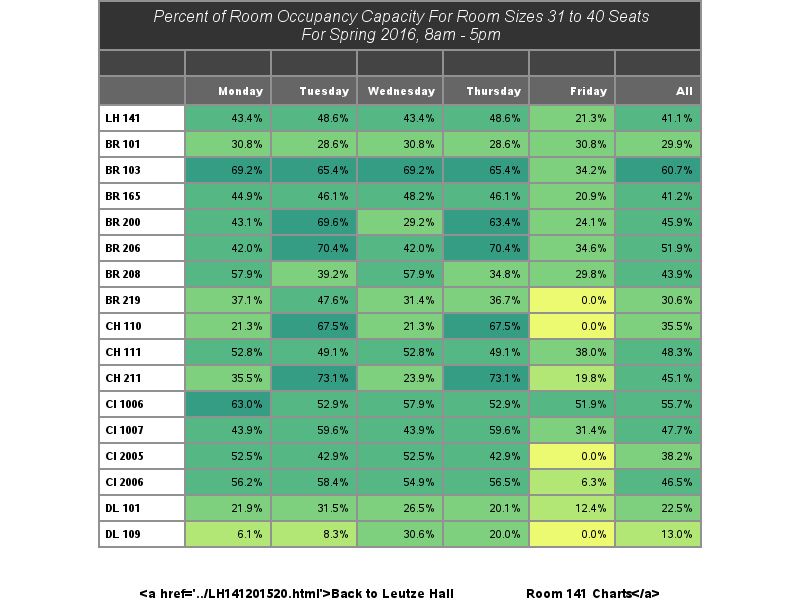 Percent of Room Occupancy Capacity For Room Sizes 31 to 40 Seats
For Spring 2016, 8am - 5pm
Monday Tuesday Wednesday Thursday Friday All
LH 141 43.4% 48.6% 43.4% 48.6% 21.3% 41.1%
BR 101 30.8% 28.6% 30.8% 28.6% 30.8% 29.9%
BR 103 69.2% 65.4% 69.2% 65.4% 34.2% 60.7%
BR 165 44.9% 46.1% 48.2% 46.1% 20.9% 41.2%
BR 200 43.1% 69.6% 29.2% 63.4% 24.1% 45.9%
BR 206 42.0% 70.4% 42.0% 70.4% 34.6% 51.9%
BR 208 57.9% 39.2% 57.9% 34.8% 29.8% 43.9%
BR 219 37.1% 47.6% 31.4% 36.7% 0.0% 30.6%
CH 110 21.3% 67.5% 21.3% 67.5% 0.0% 35.5%
CH 111 52.8% 49.1% 52.8% 49.1% 38.0% 48.3%
CH 211 35.5% 73.1% 23.9% 73.1% 19.8% 45.1%
CI 1006 63.0% 52.9% 57.9% 52.9% 51.9% 55.7%
CI 1007 43.9% 59.6% 43.9% 59.6% 31.4% 47.7%
CI 2005 52.5% 42.9% 52.5% 42.9% 0.0% 38.2%
CI 2006 56.2% 58.4% 54.9% 56.5% 6.3% 46.5%
DL 101 21.9% 31.5% 26.5% 20.1% 12.4% 22.5%
DL 109 6.1% 8.3% 30.6% 20.0% 0.0% 13.0%
<a href='../LH141201520.html'>Back to Leutze Hall Room 141 Charts</a>